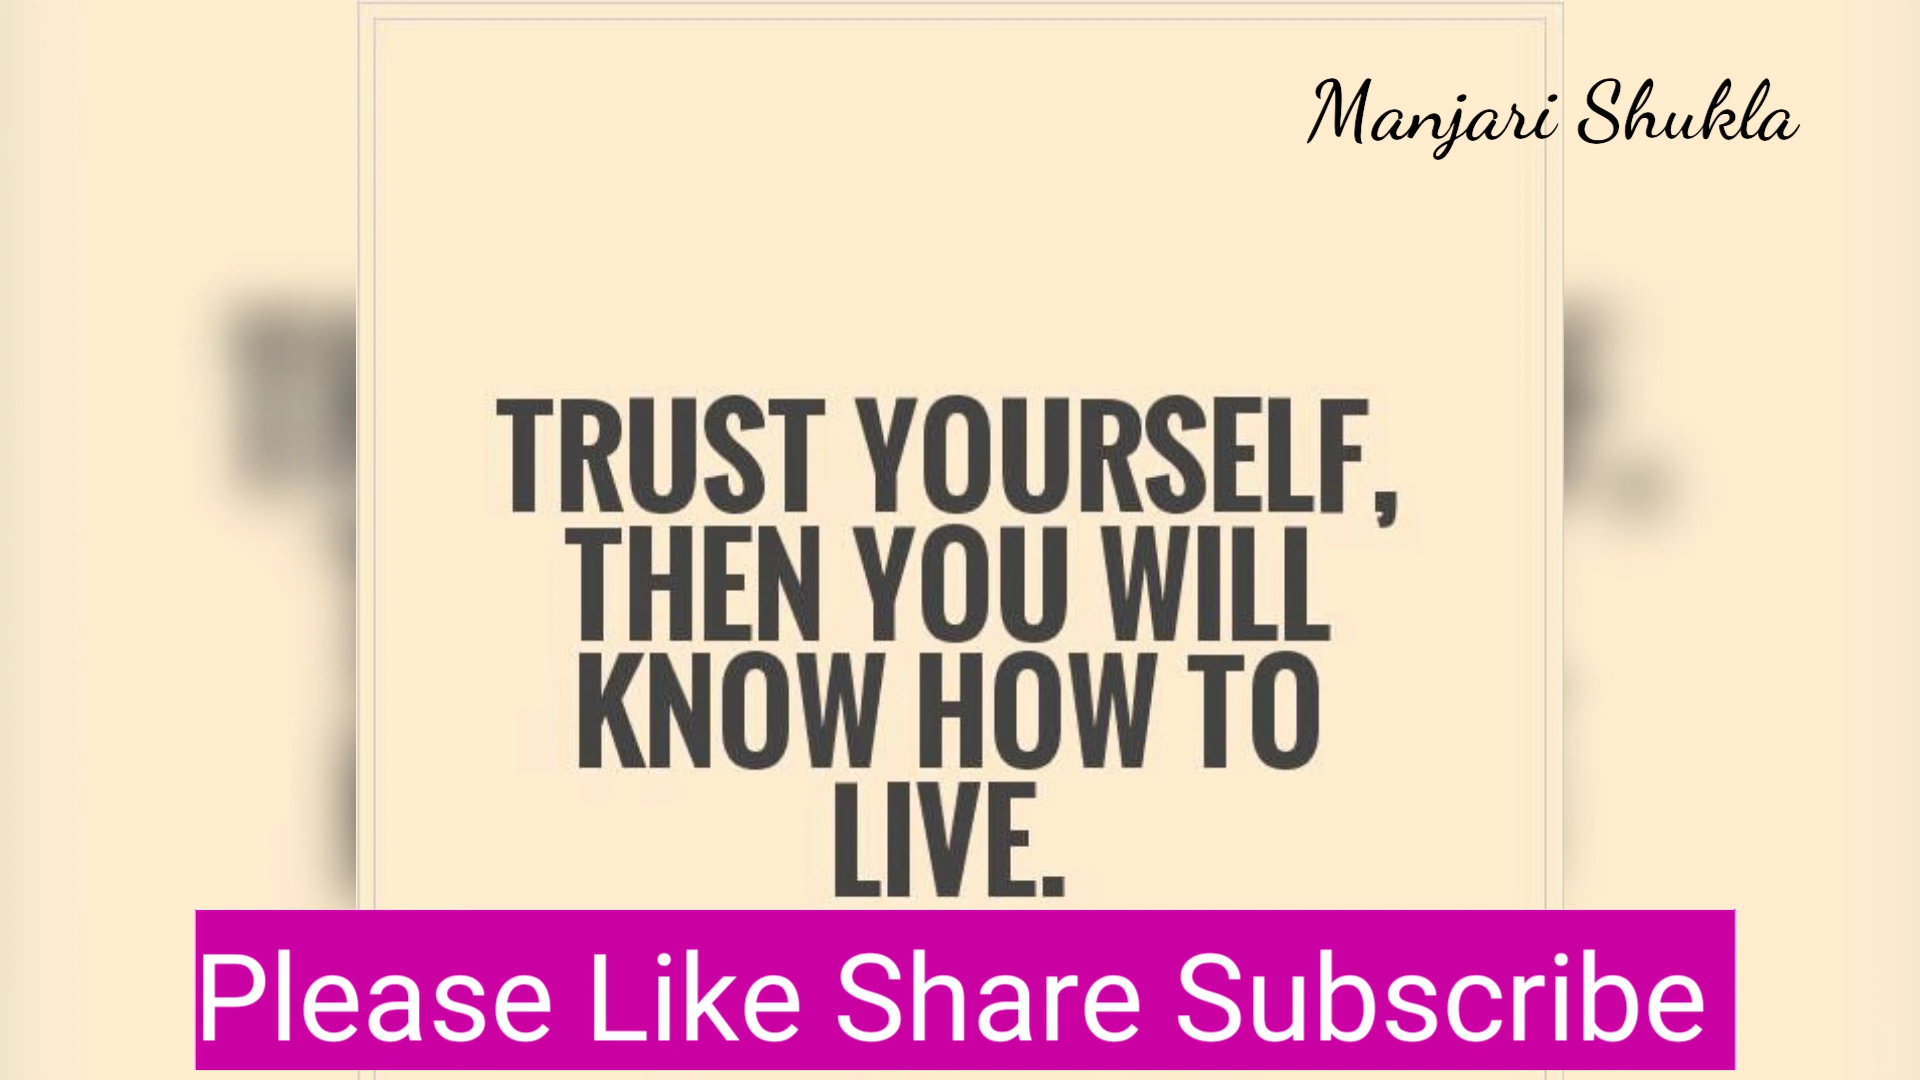 Manjari Shukla
TRUST YOURSELF,
THEN YOU WILL
KNOW HOW TO
LIVE.
Please Like Share Subscribe